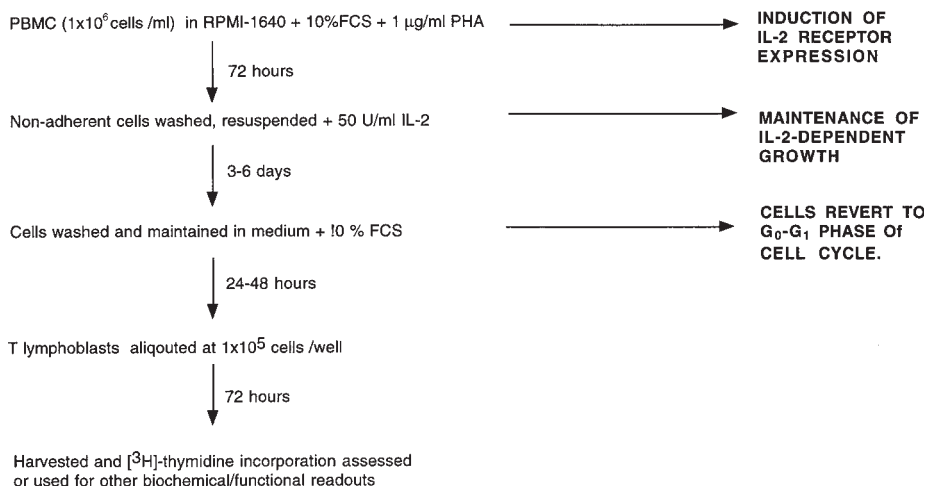 PBMC (1x10⁶ cells /ml) in RPMI-1640 + 10%FCS + 1 µg/ml PHA
INDUCTION OF
IL-2 RECEPTOR
EXPRESSION
72 hours
Non-adherent cells washed, resuspended + 50 U/ml IL-2
MAINTENANCE OF
IL-2-DEPENDENT
GROWTH
3-6 days
Cells washed and maintained in medium + !0 % FCS
CELLS REVERT TO
G₀-G₁ PHASE Of
CELL CYCLE.
24-48 hours
T lymphoblasts aliqouted at 1x10⁵ cells /well
72 hours
Harvested and [³H]-thymidine incorporation assessed
or used for other biochemical/functional readouts